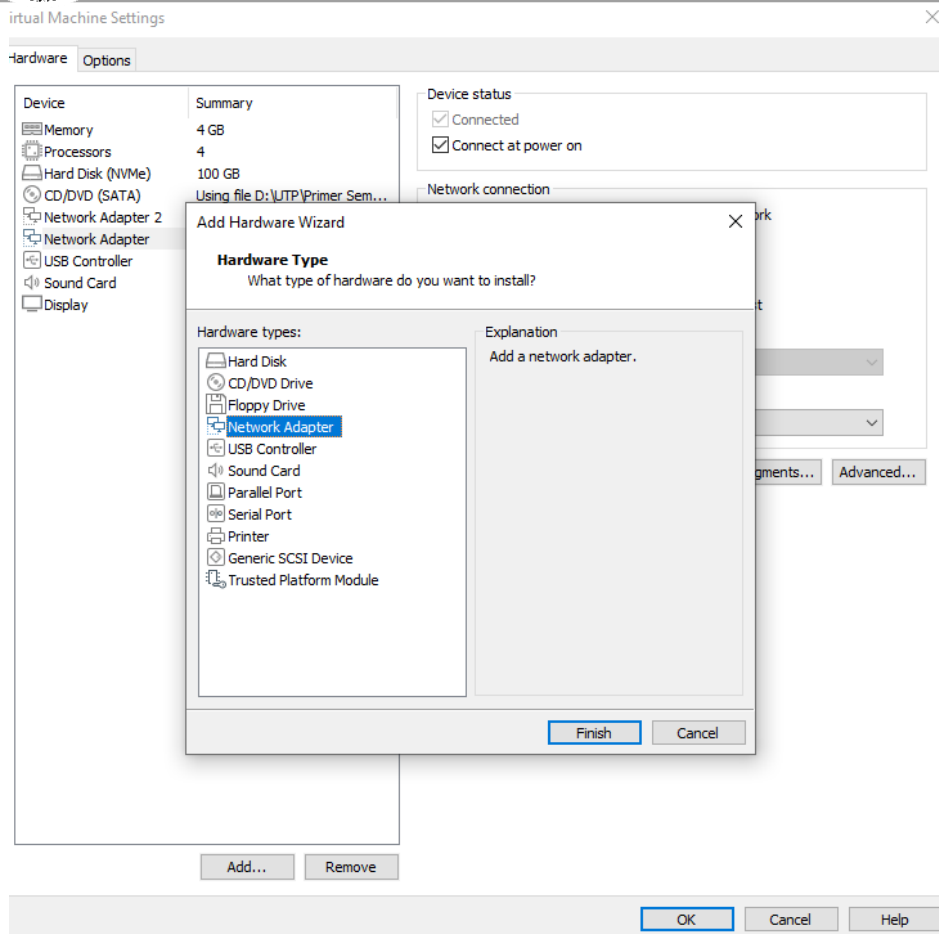 irtual Machine Settings
Hardware
Options
Device Summary
Memory 4 GB
Processors 4
Hard Disk (NVMe) 100 GB
CD/DVD (SATA) Using file D:\UTP\Primer Sem...
Network Adapter 2
Network Adapter
USB Controller
Sound Card
Display
Device status
Connected
Connect at power on
Network connection
Add Hardware Wizard
Hardware Type
What type of hardware do you want to install?
Hardware types:
Hard Disk
CD/DVD Drive
Floppy Drive
Network Adapter
USB Controller
Sound Card
Parallel Port
Serial Port
Printer
Generic SCSI Device
Trusted Platform Module
Explanation
Add a network adapter.
Finish
Cancel
ork
st
gments...
Advanced...
Add...
Remove
OK
Cancel
Help